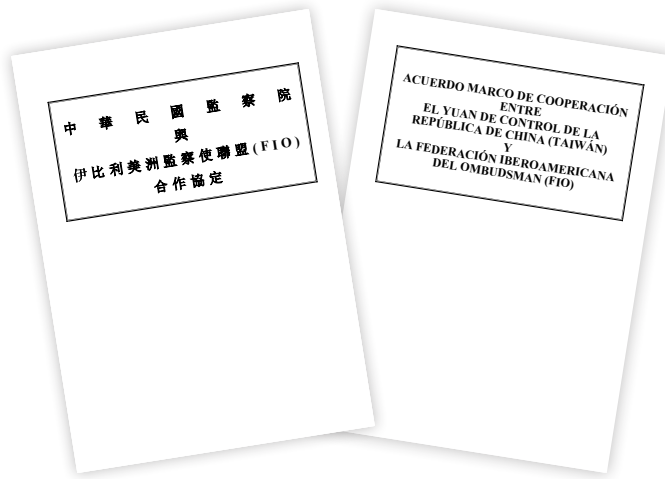 中華民國監察院
與
伊比利美洲監察使聯盟(FIO)
合作協定
ACUERDO MARCO DE COOPERACIÓN
ENTRE
EL YUAN DE CONTROL DE LA
REPÚBLICA DE CHINA (TAIWÁN)
Y
LA FEDERACIÓN IBEROAMERICANA
DEL OMBUDSMAN (FIO)